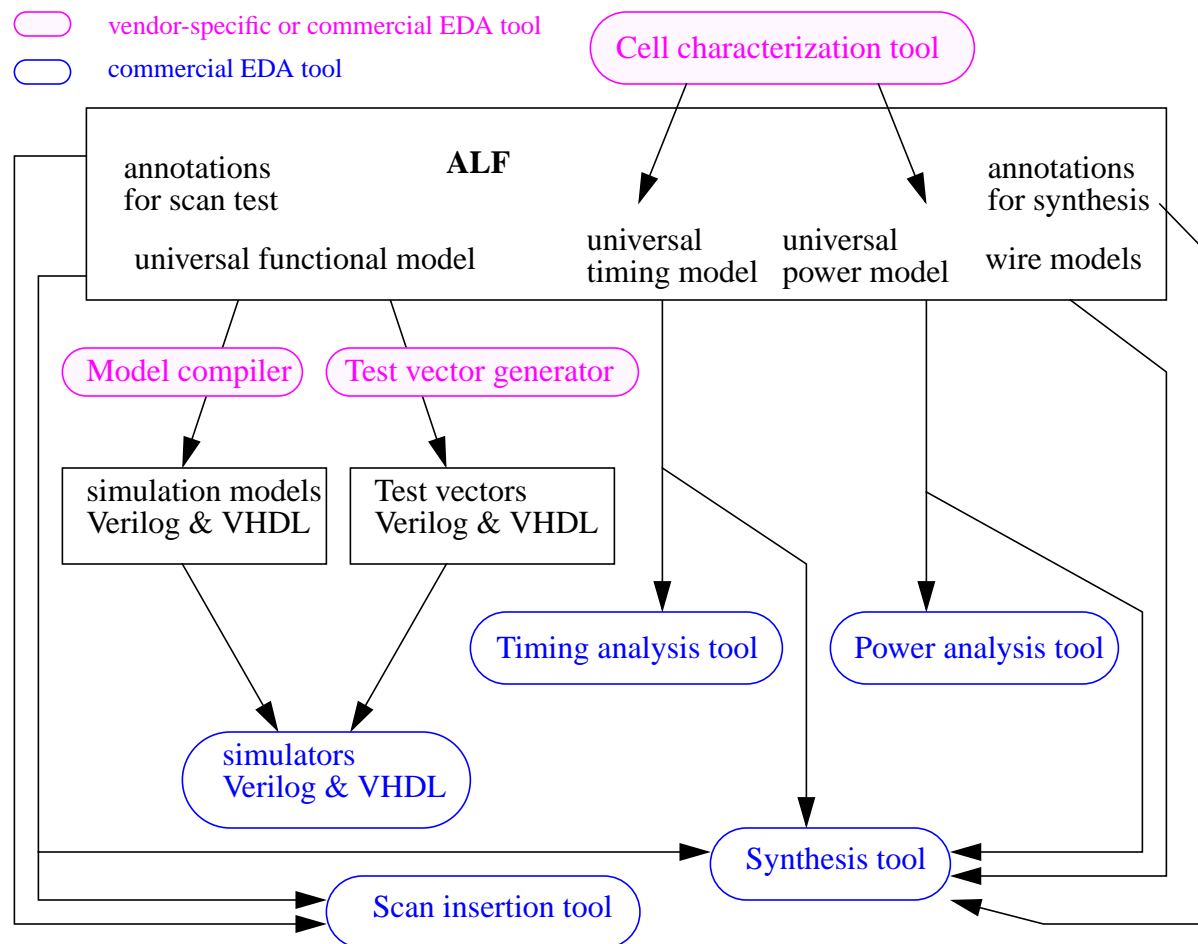 vendor-specific or commercial EDA tool
commercial EDA tool
Cell characterization tool
ALF
annotations
for scan test
annotations
for synthesis
universal functional model
universal
timing model
universal
power model
wire models
Model compiler
Test vector generator
simulation models
Verilog & VHDL
Test vectors
Verilog & VHDL
Timing analysis tool
Power analysis tool
simulators
Verilog & VHDL
Synthesis tool
Scan insertion tool